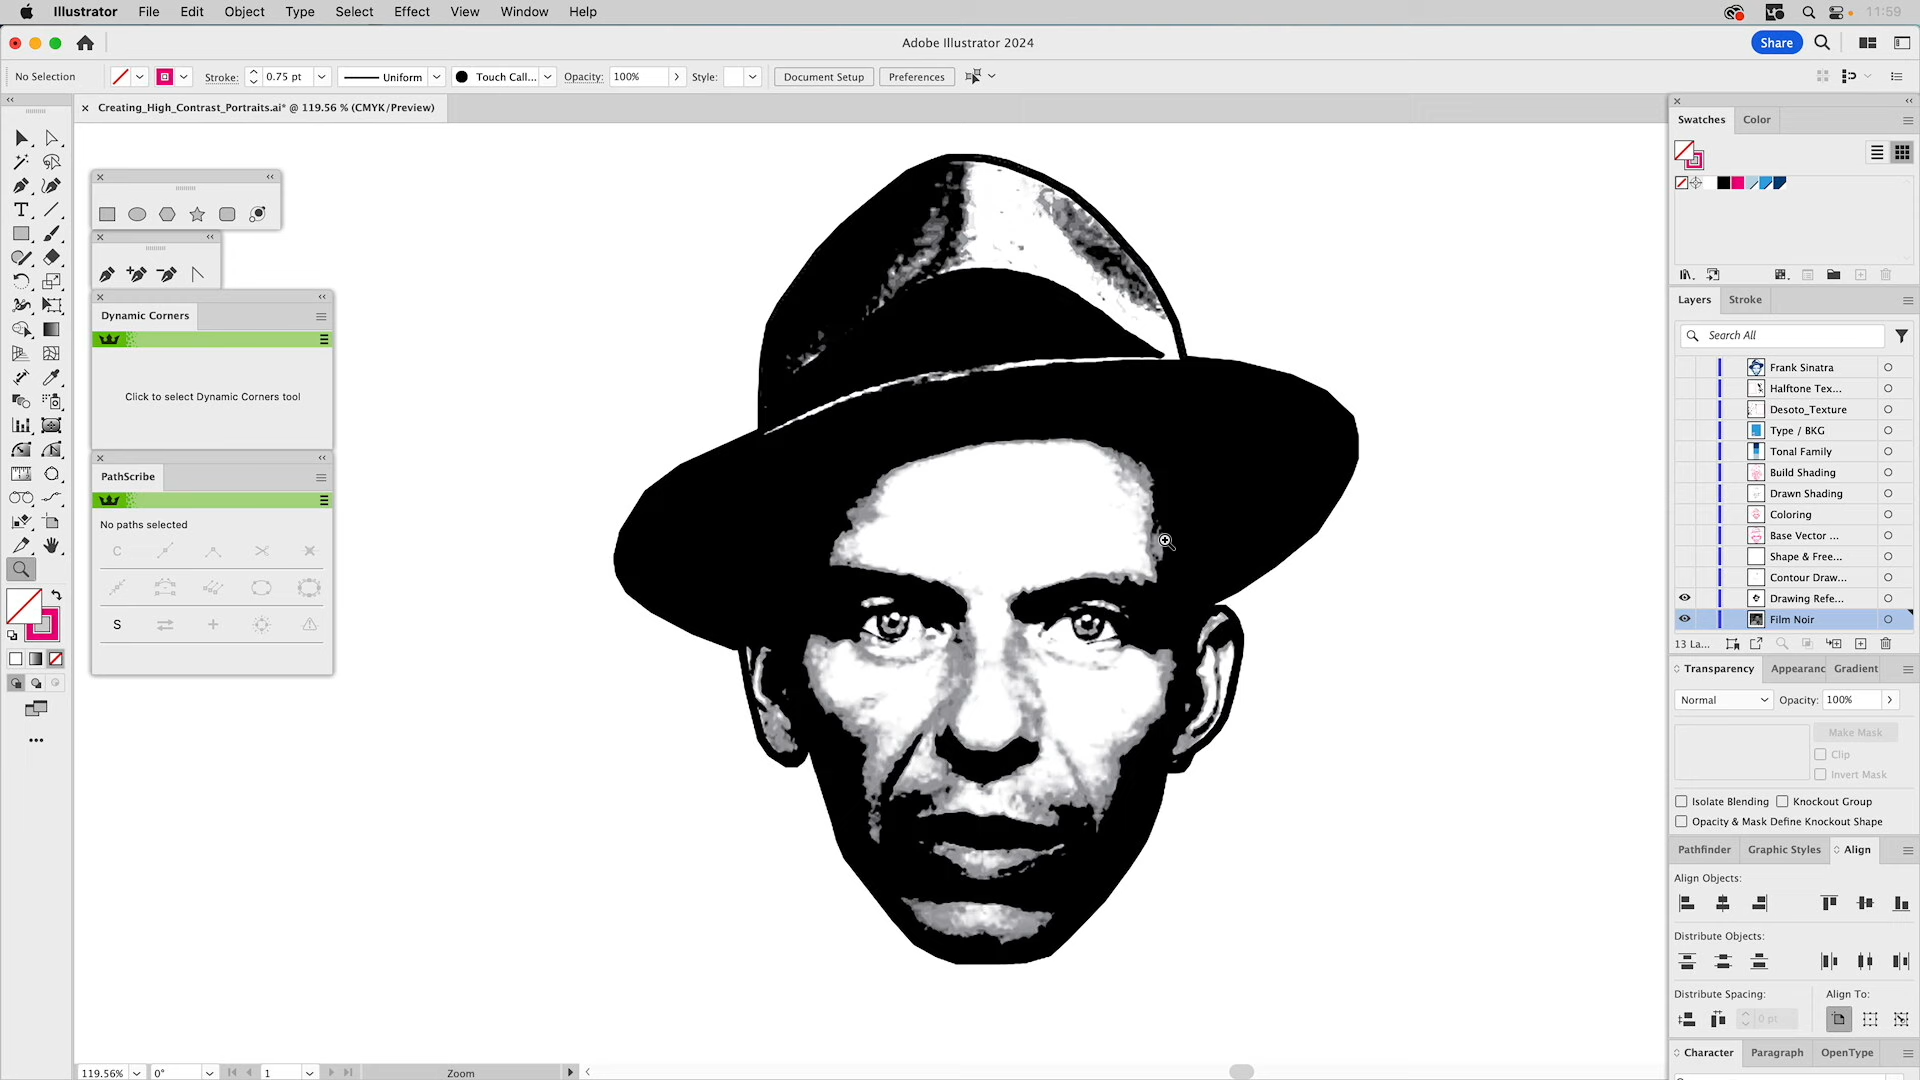 Illustrator File Edit Object Type Select Effect View Window Help 11:59
Adobe Illustrator 2024 Share
No Selection Stroke: 0.75 pt Uniform Touch Call... Opacity: 100% Style: Document Setup Preferences
Creating_High_Contrast_Portraits.ai* @ 119.56 % (CMYK/Preview)
Dynamic Corners
Click to select Dynamic Corners tool
PathScribe
No paths selected
C
S
Swatches Color
Layers Stroke
Search All
Frank Sinatra
Halftone Tex...
Desoto_Texture
Type / BKG
Tonal Family
Build Shading
Drawn Shading
Coloring
Base Vector ...
Shape & Free...
Contour Draw...
Drawing Refe...
Film Noir
13 La...
Transparency Appearanc Gradient
Normal Opacity: 100%
Make Mask
Clip
Invert Mask
Isolate Blending Knockout Group
Opacity & Mask Define Knockout Shape
Pathfinder Graphic Styles Align
Align Objects:
Distribute Objects:
Distribute Spacing: Align To:
0 pt
Character Paragraph OpenType
119.56% 0° 1 Zoom